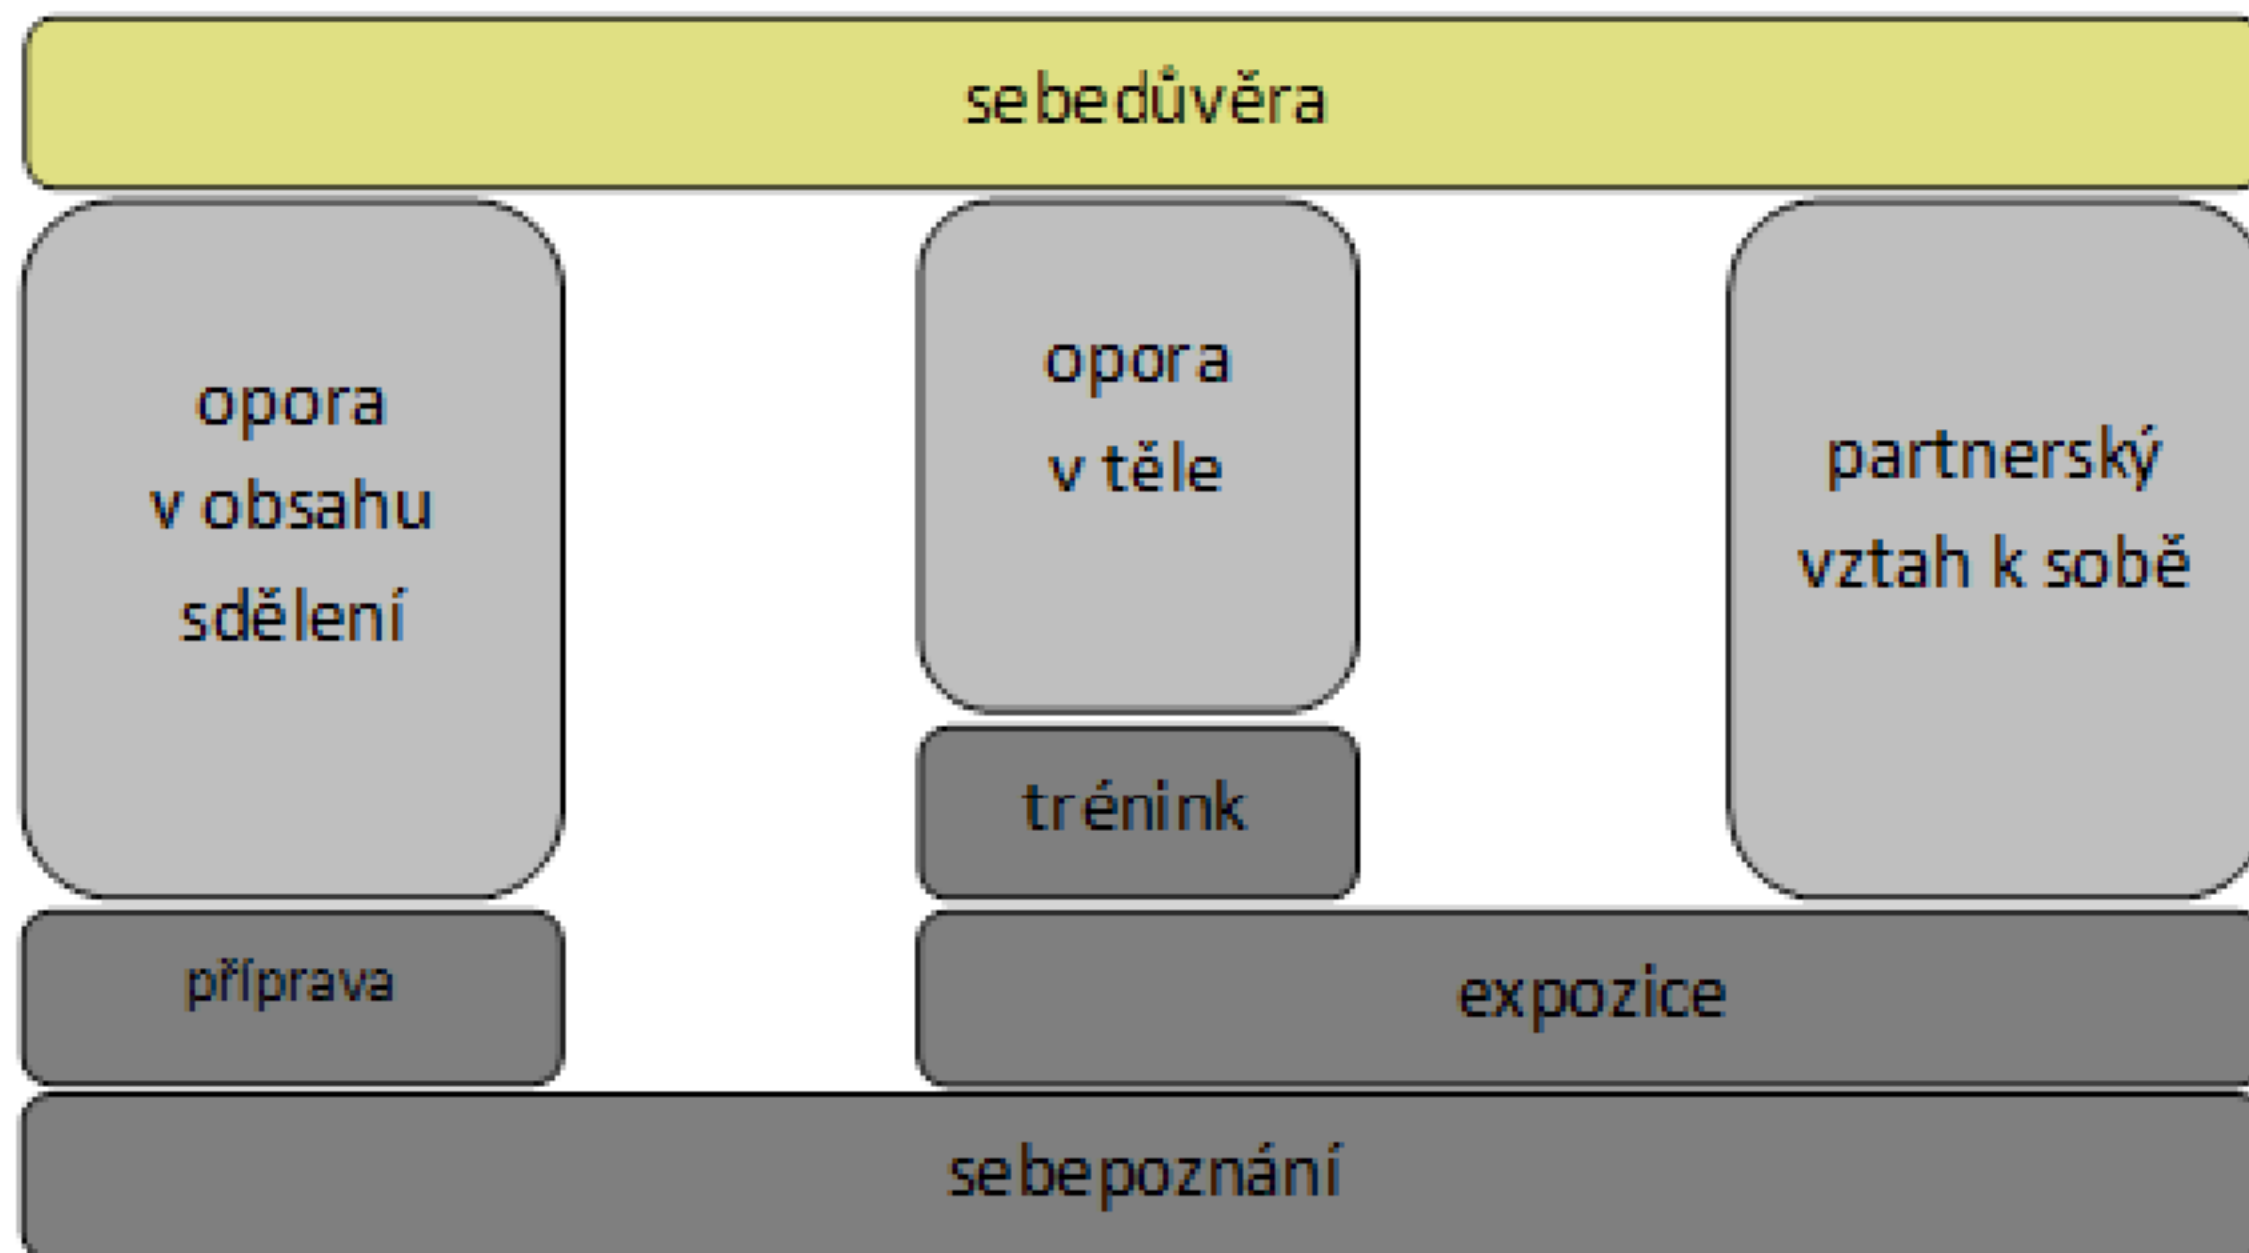 sebedůvěra
opora
v obsahu
sdělení
opora
v těle
partnerský
vztah k sobě
trénink
příprava
expozice
sebepoznání